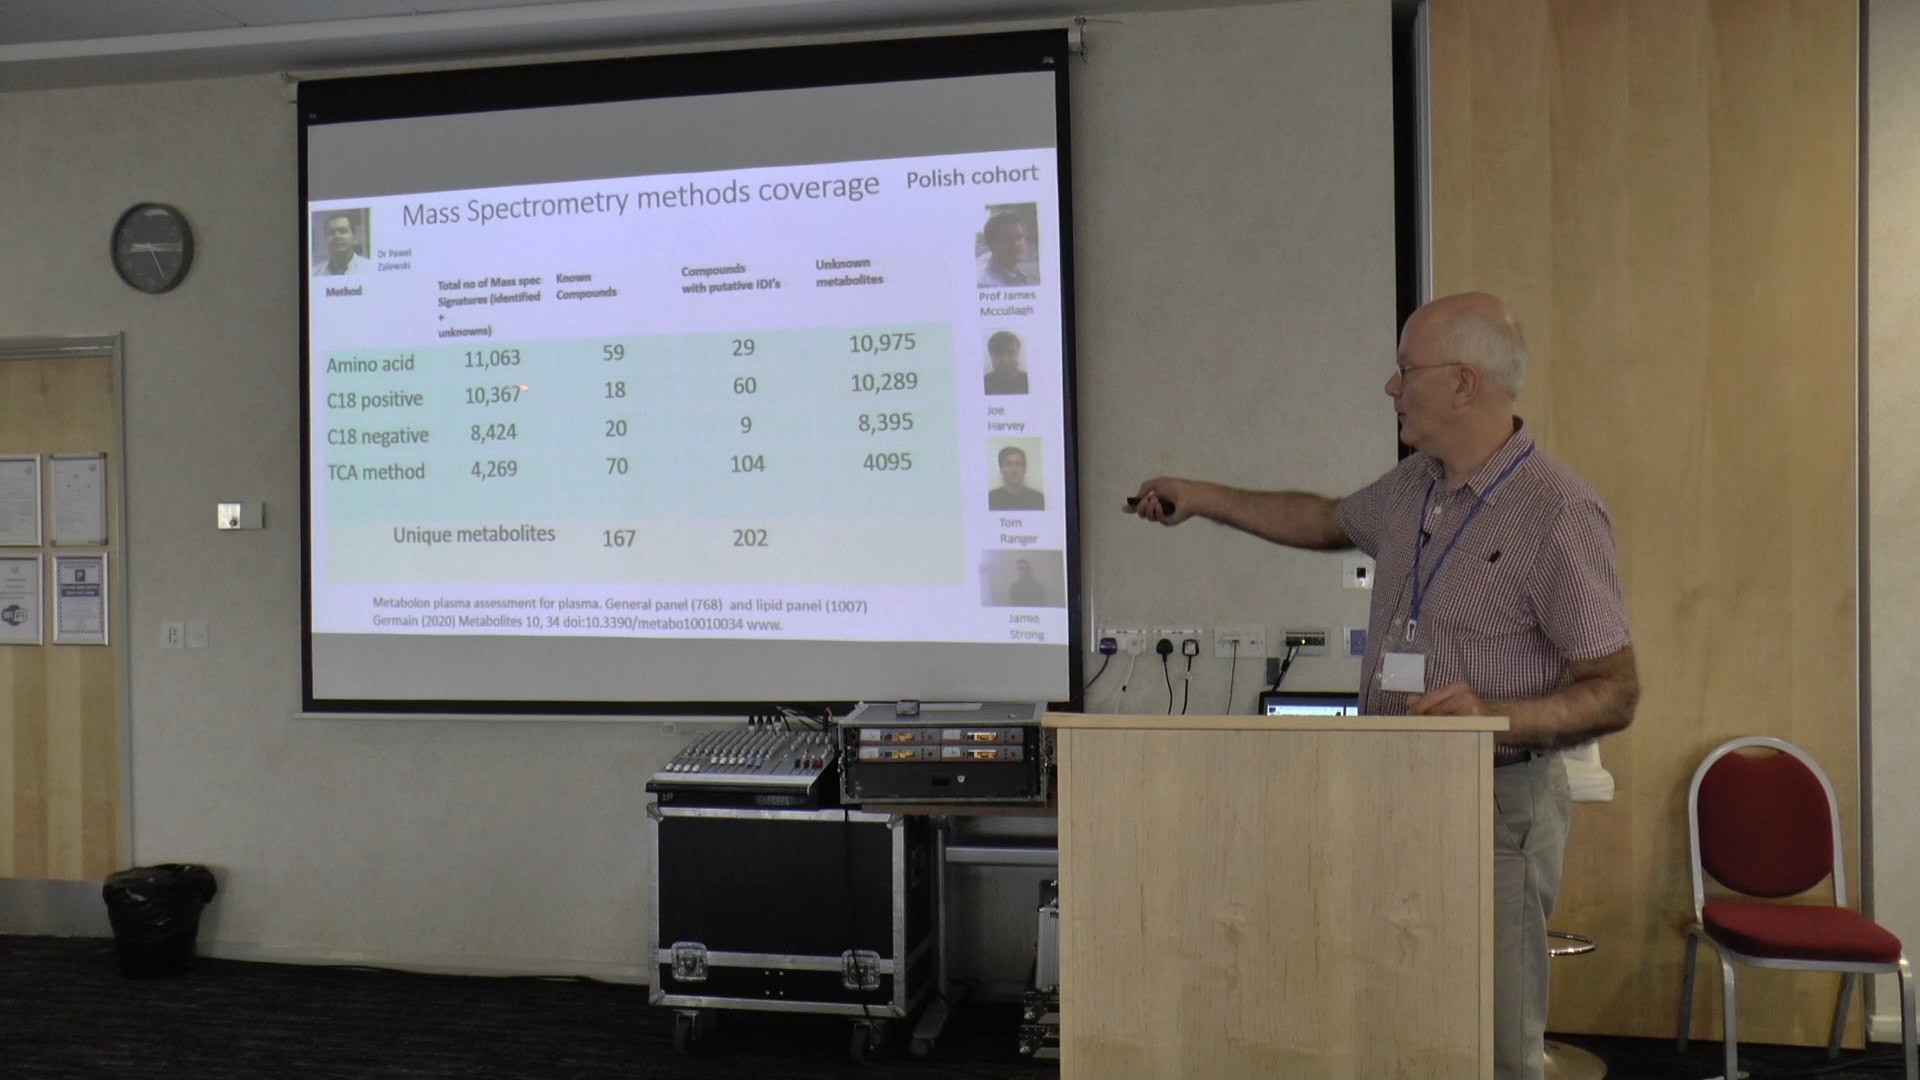 Mass Spectrometry methods coverage
Polish cohort
Dr Pawel
Zalewski
Method
Total no of Mass spec
Signatures (identified
+
unknowns)
Known
Compounds
Compounds
with putative IDI's
Unknown
metabolites
Amino acid 11,063 59 29 10,975
C18 positive 10,367 18 60 10,289
C18 negative 8,424 20 9 8,395
TCA method 4,269 70 104 4095
Unique metabolites 167 202
Metabolon plasma assessment for plasma. General panel (768) and lipid panel (1007)
Germain (2020) Metabolites 10, 34 doi:10.3390/metabo10010034 www.
Prof James
Mccullagh
Joe
Harvey
Tom
Ranger
Jamie
Strong